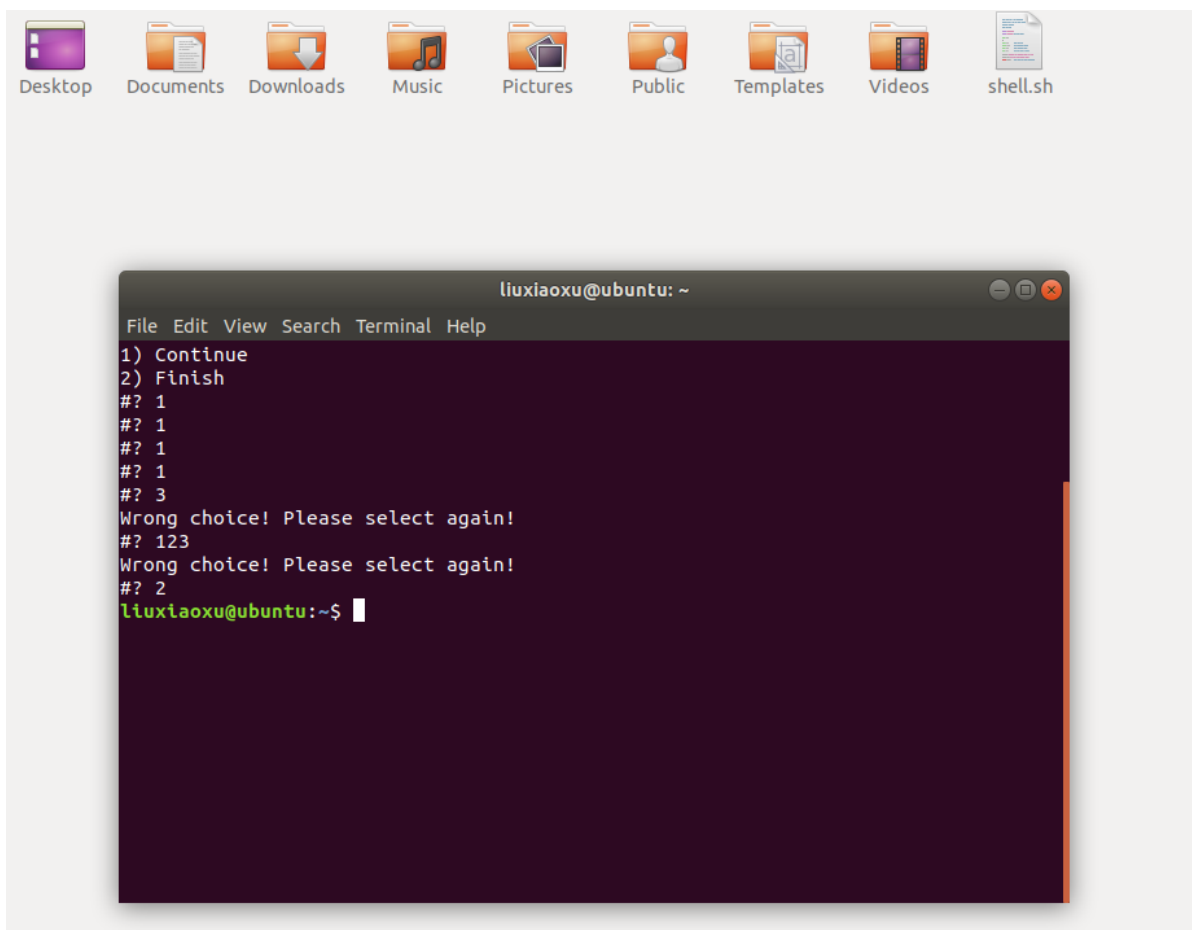 Desktop Documents Downloads Music Pictures Public Templates Videos shell.sh
liuxiaoxu@ubuntu: ~
File Edit View Search Terminal Help
1) Continue
2) Finish
#? 1
#? 1
#? 1
#? 1
#? 3
Wrong choice! Please select again!
#? 123
Wrong choice! Please select again!
#? 2
liuxiaoxu@ubuntu:~$